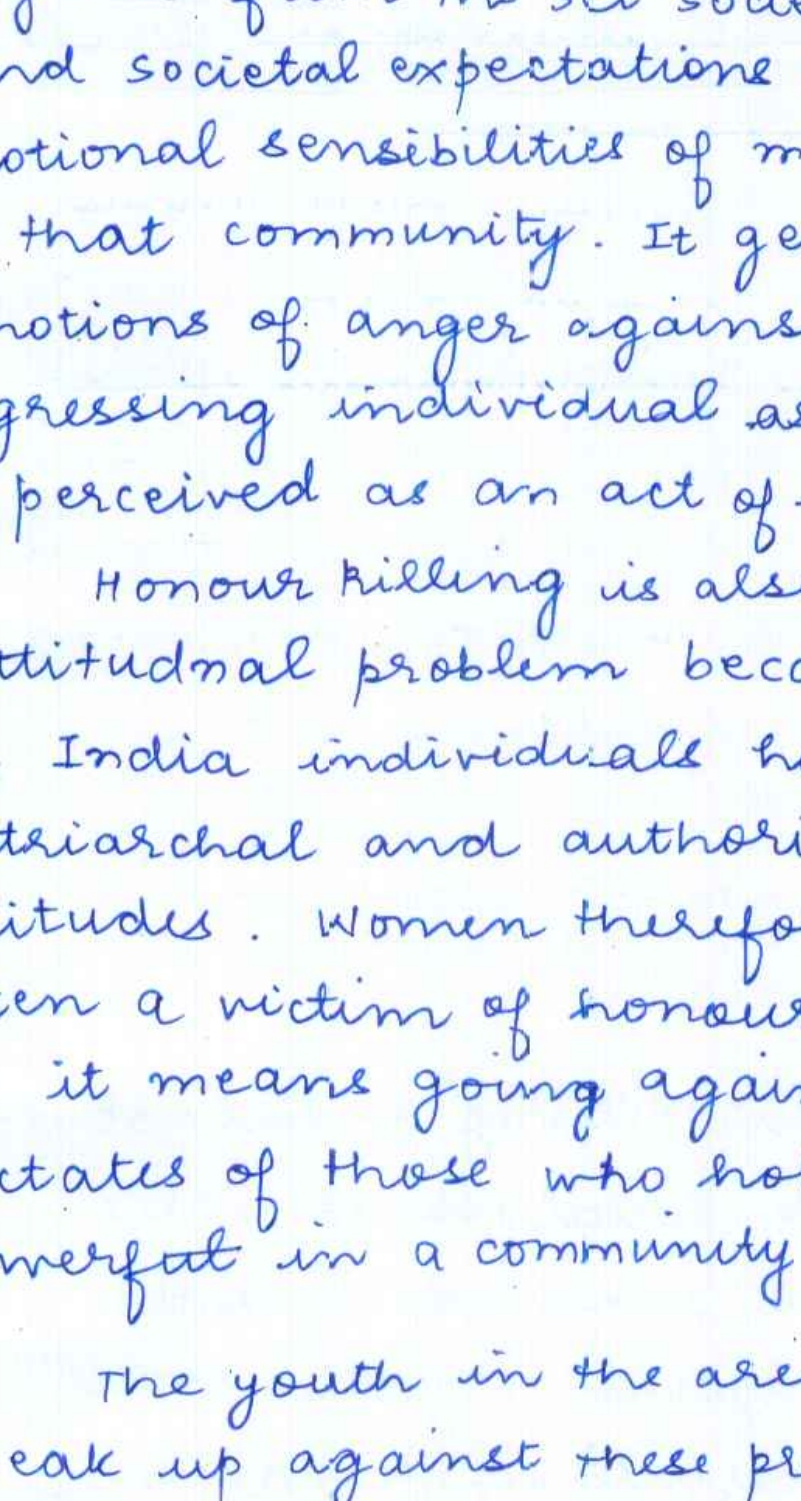 nd societal expectations
otional sensibilities of m
that community. It ge
notions of anger agains
gressing individual as
perceived as an act of
Honour killing is als
ttitudnal problem beca
India individuals ha
triarchal and authori
itudes. Women therefo
ten a victim of honour
it means going agai
ctates of those who ho
werful in a community
The youth in the are
eak up against these pr